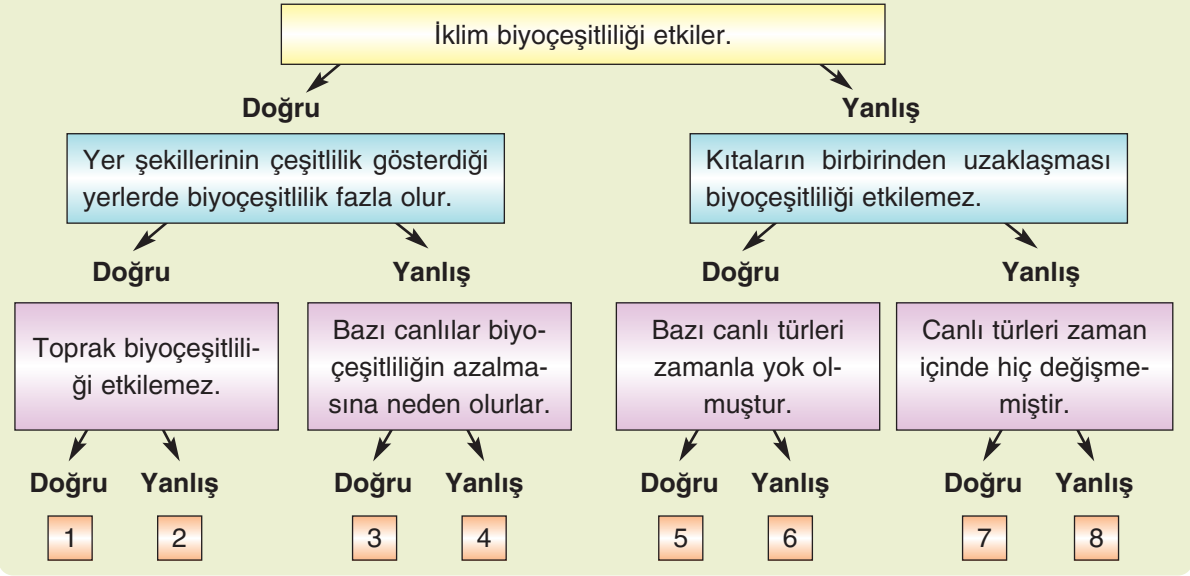 İklim biyoçeşitliliği etkiler.
Doğru
Yanlış
Yer şekillerinin çeşitlilik gösterdiği
yerlerde biyoçeşitlilik fazla olur.
Kıtaların birbirinden uzaklaşması
biyoçeşitliliği etkilemez.
Doğru
Yanlış
Doğru
Yanlış
Toprak biyoçeşitlili-
ği etkilemez.
Bazı canlılar biyo-
çeşitliliğin azalma-
sına neden olurlar.
Bazı canlı türleri
zamanla yok ol-
muştur.
Canlı türleri zaman
içinde hiç değişme-
miştir.
Doğru
Yanlış
Doğru
Yanlış
Doğru
Yanlış
Doğru
Yanlış
1
2
3
4
5
6
7
8